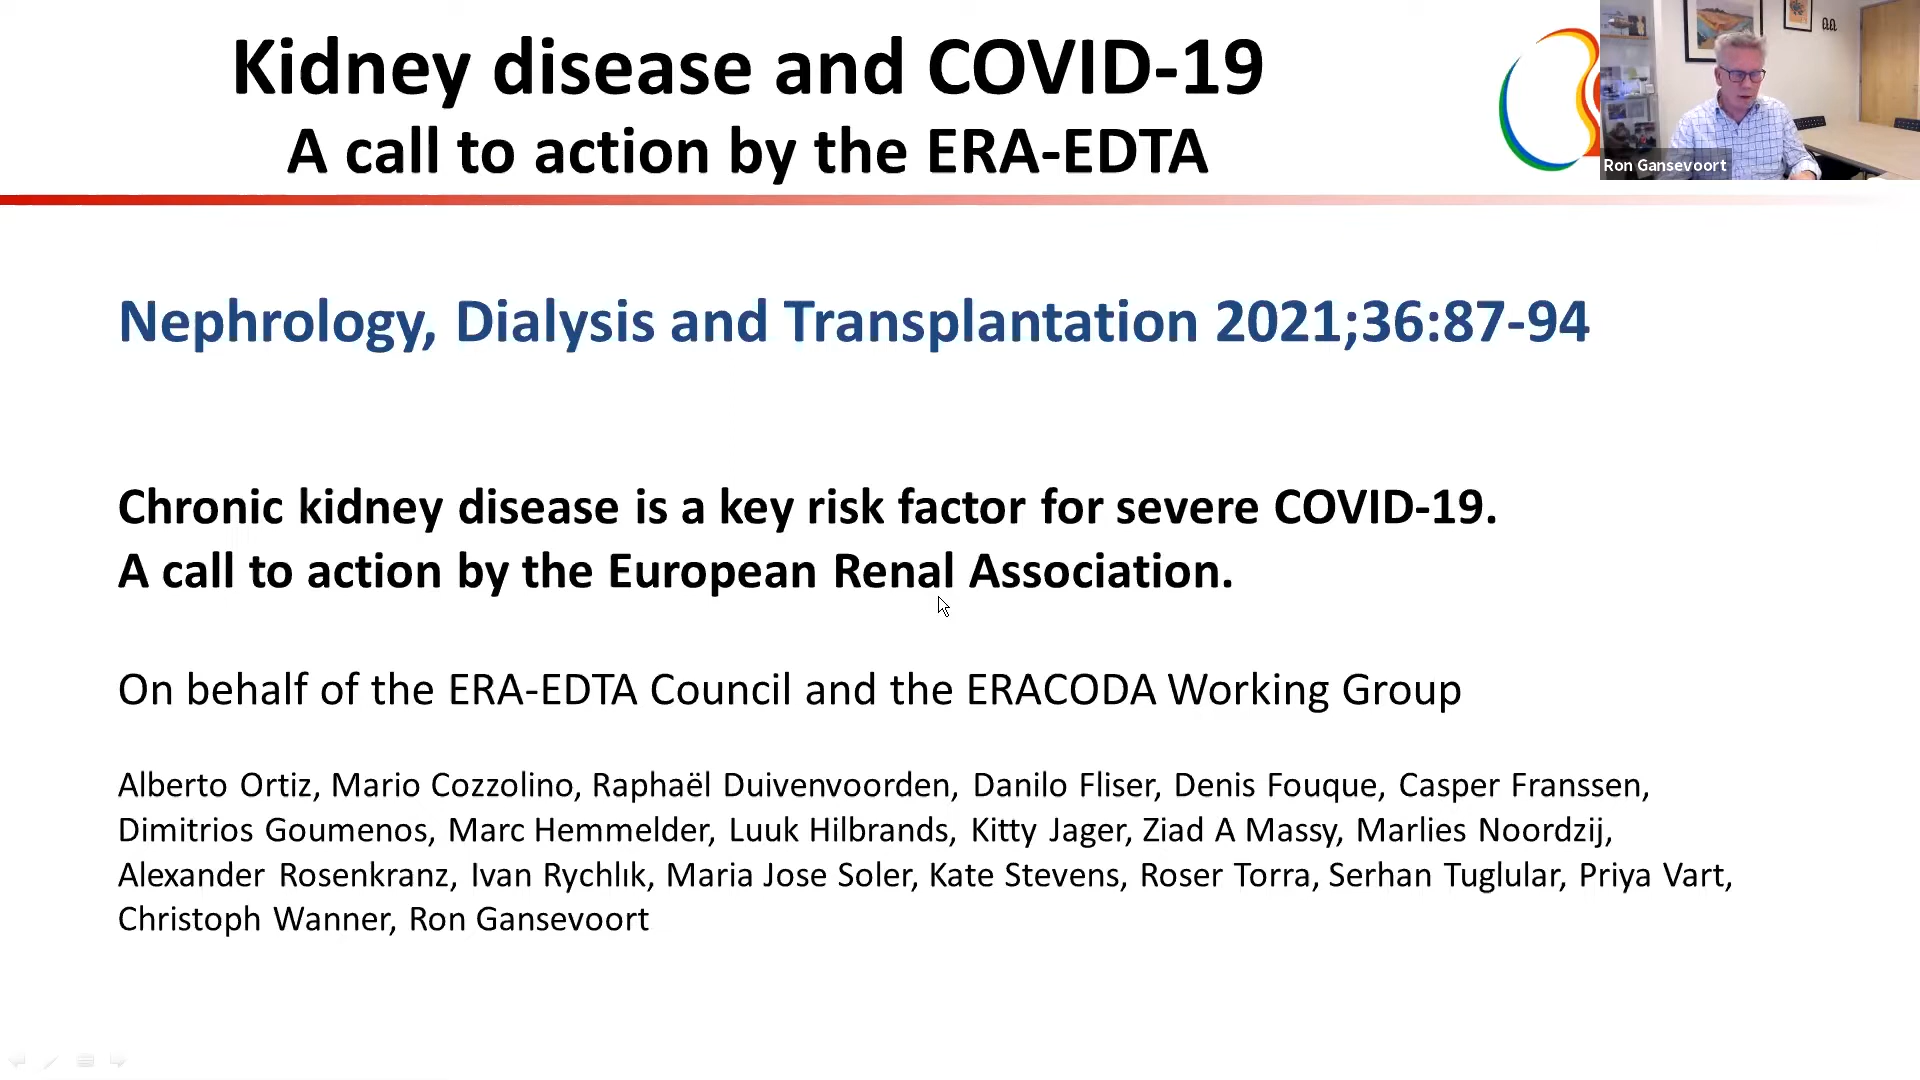 Kidney disease and COVID-19
A call to action by the ERA-EDTA
Ron Gansevoort
Nephrology, Dialysis and Transplantation 2021;36:87-94
Chronic kidney disease is a key risk factor for severe COVID-19.
A call to action by the European Renal Association.
On behalf of the ERA-EDTA Council and the ERACODA Working Group
Alberto Ortiz, Mario Cozzolino, Raphaël Duivenvoorden, Danilo Fliser, Denis Fouque, Casper Franssen,
Dimitrios Goumenos, Marc Hemmelder, Luuk Hilbrands, Kitty Jager, Ziad A Massy, Marlies Noordzij,
Alexander Rosenkranz, Ivan Rychlık, Maria Jose Soler, Kate Stevens, Roser Torra, Serhan Tuglular, Priya Vart,
Christoph Wanner, Ron Gansevoort